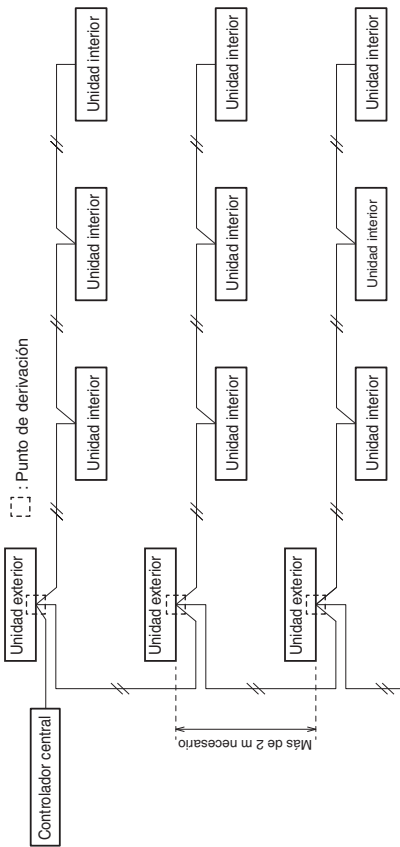 : Punto de derivación
Controlador central
Unidad exterior
Unidad interior
Unidad interior
Unidad interior
Unidad exterior
Unidad interior
Unidad interior
Unidad interior
Más de 2 m necesario
Unidad exterior
Unidad interior
Unidad interior
Unidad interior